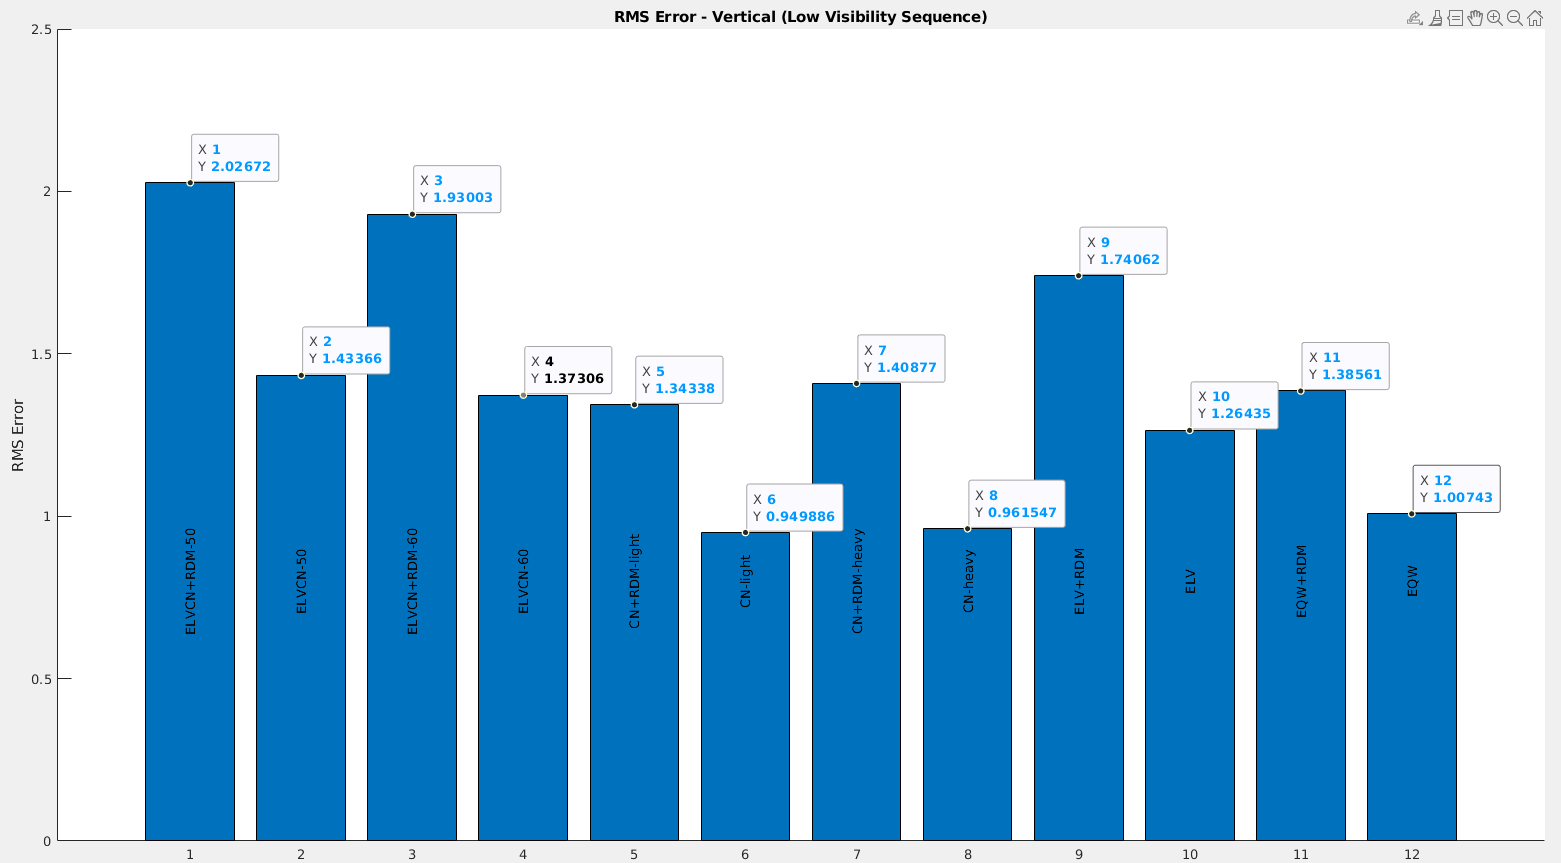 RMS Error - Vertical (Low Visibility Sequence)
2.5
2
1.5
1
0.5
0
RMS Error
X 1
Y 2.02672
X 2
Y 1.43366
X 3
Y 1.93003
X 4
Y 1.37306
X 5
Y 1.34338
X 6
Y 0.949886
X 7
Y 1.40877
X 8
Y 0.961547
X 9
Y 1.74062
X 10
Y 1.26435
X 11
Y 1.38561
X 12
Y 1.00743
ELVCN+RDM-50
ELVCN-50
ELVCN+RDM-60
ELVCN-60
CN+RDM-light
CN-light
CN+RDM-heavy
CN-heavy
ELV+RDM
ELV
EQW+RDM
EQW
1 2 3 4 5 6 7 8 9 10 11 12